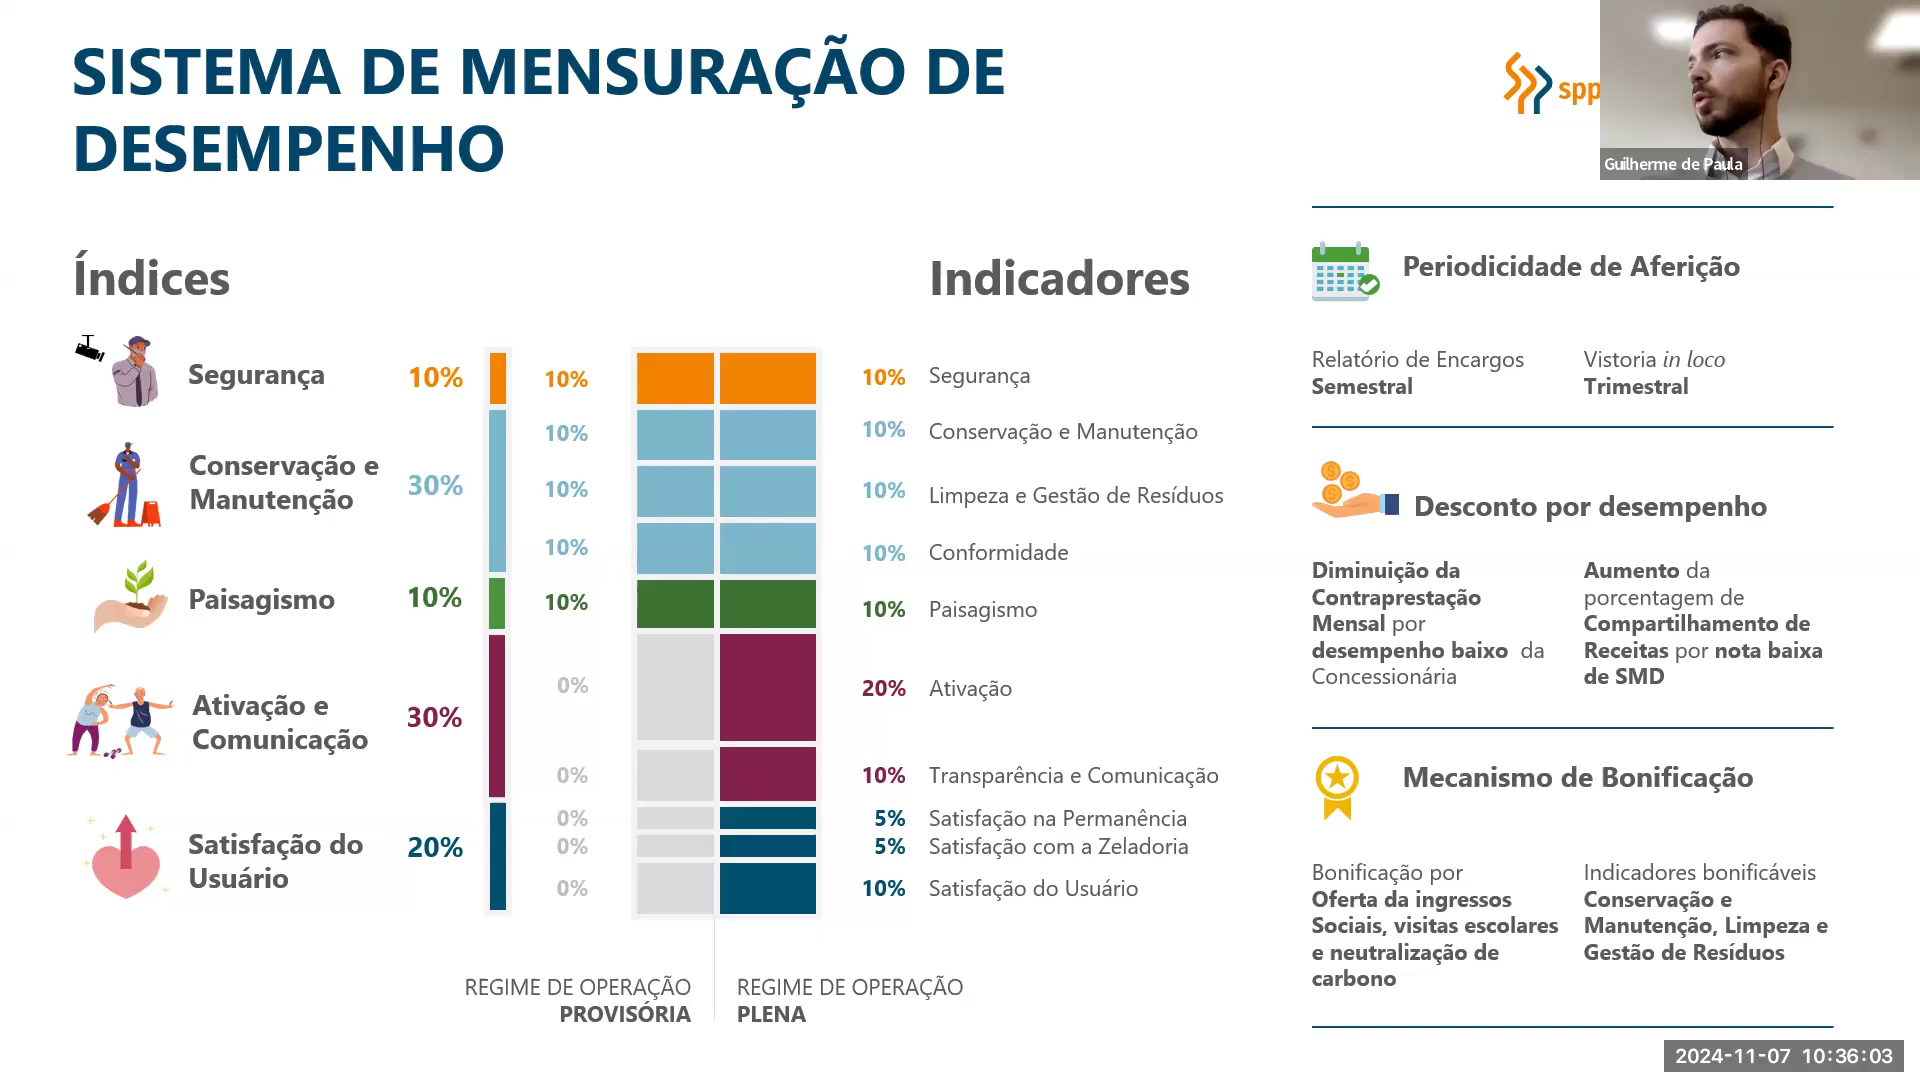 SISTEMA DE MENSURAÇÃO DE
DESEMPENHO
spp
Guilherme de Paula
Índices
Segurança
10%
Conservação e
Manutenção
30%
Paisagismo
10%
Ativação e
Comunicação
30%
Satisfação do
Usuário
20%
10%
10%
10%
10%
10%
0%
0%
0%
0%
0%
REGIME DE OPERAÇÃO
PROVISÓRIA
REGIME DE OPERAÇÃO
PLENA
Indicadores
10% Segurança
10% Conservação e Manutenção
10% Limpeza e Gestão de Resíduos
10% Conformidade
10% Paisagismo
20% Ativação
10% Transparência e Comunicação
5% Satisfação na Permanência
5% Satisfação com a Zeladoria
10% Satisfação do Usuário
Periodicidade de Aferição
Relatório de Encargos
Semestral
Vistoria in loco
Trimestral
Desconto por desempenho
Diminuição da
Contraprestação
Mensal por
desempenho baixo da
Concessionária
Aumento da
porcentagem de
Compartilhamento de
Receitas por nota baixa
de SMD
Mecanismo de Bonificação
Bonificação por
Oferta da ingressos
Sociais, visitas escolares
e neutralização de
carbono
Indicadores bonificáveis
Conservação e
Manutenção, Limpeza e
Gestão de Resíduos
2024-11-07 10:36:03